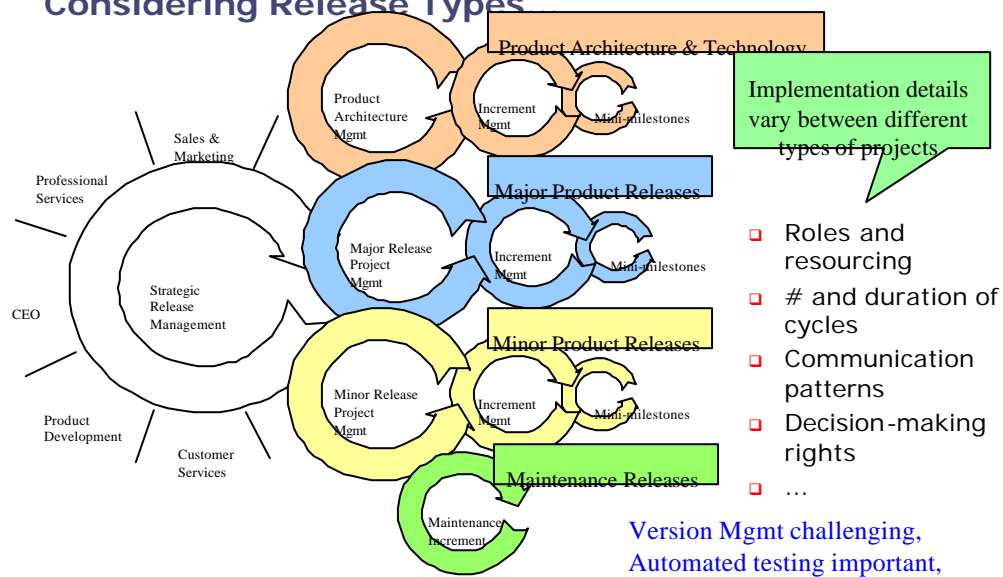 Considering Release Types...
Product Architecture & Technology
Product
Architecture
Mgmt
Increment
Mgmt
Mini-milestones
Implementation details
vary between different
types of projects
Sales &
Marketing
Professional
Services
CEO
Product
Development
Customer
Services
Strategic
Release
Management
Major Product Releases
Major Release
Project
Mgmt
Increment
Mgmt
Mini-milestones
Minor Product Releases
Minor Release
Project
Mgmt
Increment
Mgmt
Mini-milestones
Maintenance Releases
Maintenance
Increment
Roles and
resourcing
# and duration of
cycles
Communication
patterns
Decision-making
rights
...
Version Mgmt challenging,
Automated testing important,